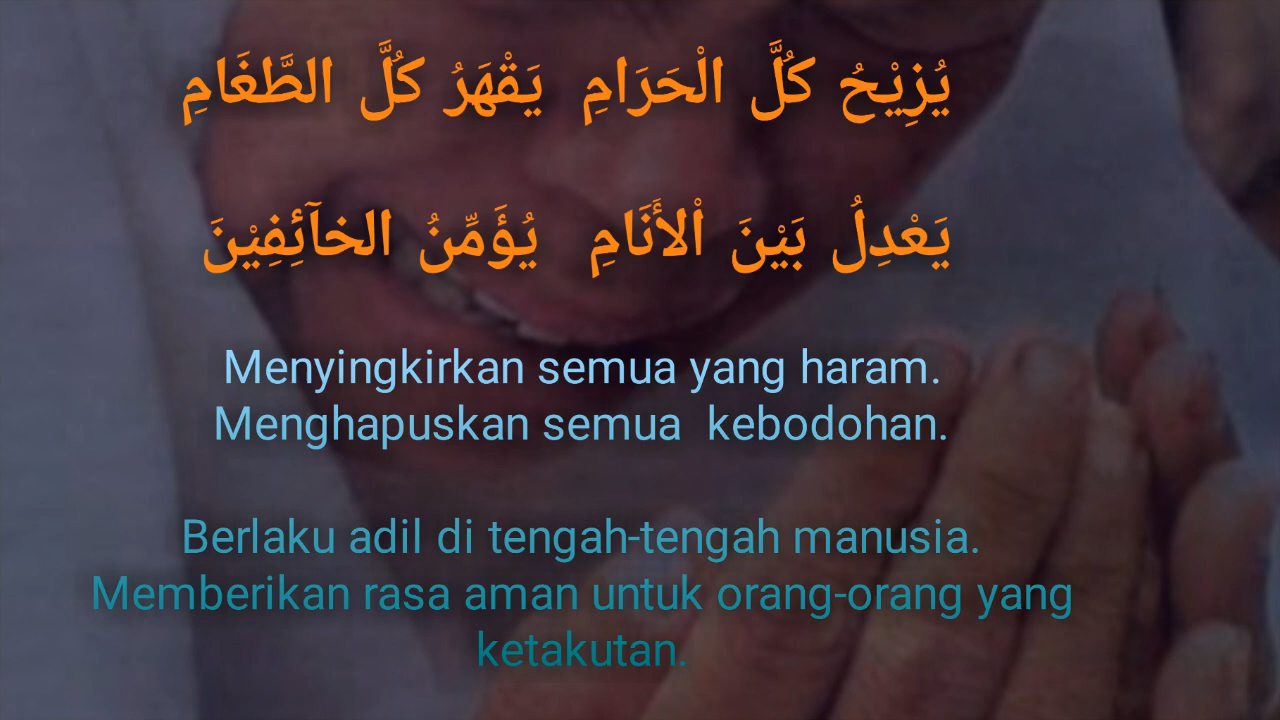 يُزِيْحُ كُلَّ الْحَرَامِ يَقْهَرُ كُلَّ الطَّغَامِ
يَعْدِلُ بَيْنَ اْلأَنَامِ يُؤَمِّنُ الخآئِفِيْنَ
Menyingkirkan semua yang haram.
Menghapuskan semua kebodohan.
Berlaku adil di tengah-tengah manusia.
Memberikan rasa aman untuk orang-orang yang
ketakutan.